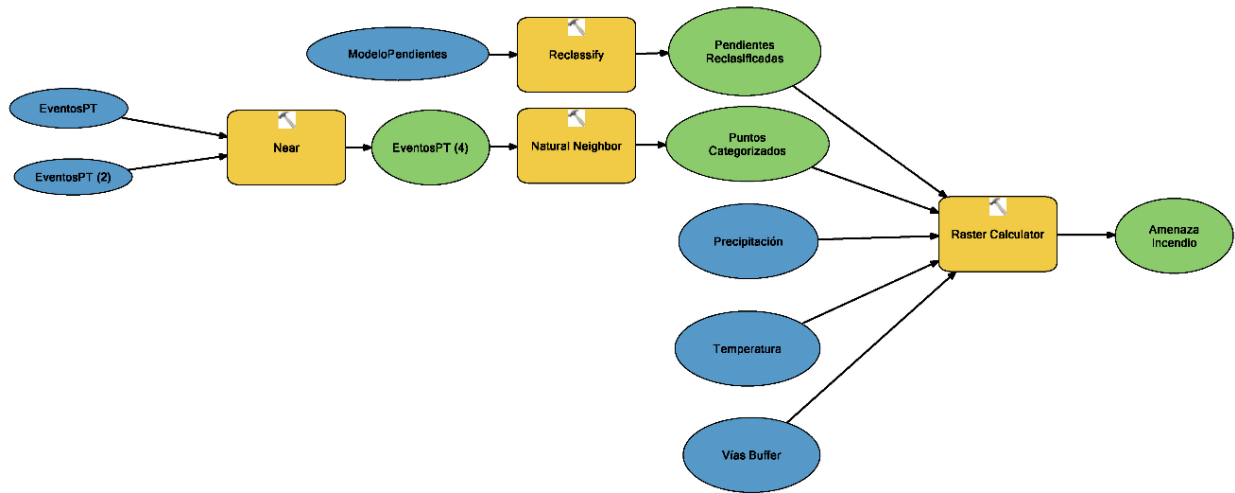 ModeloPendientes
Reclassify
Pendientes
Reclasificadas
EventosPT
EventosPT (2)
Near
EventosPT (4)
Natural Neighbor
Puntos
Categorizados
Precipitación
Raster Calculator
Amenaza
Incendio
Temperatura
Vías Buffer